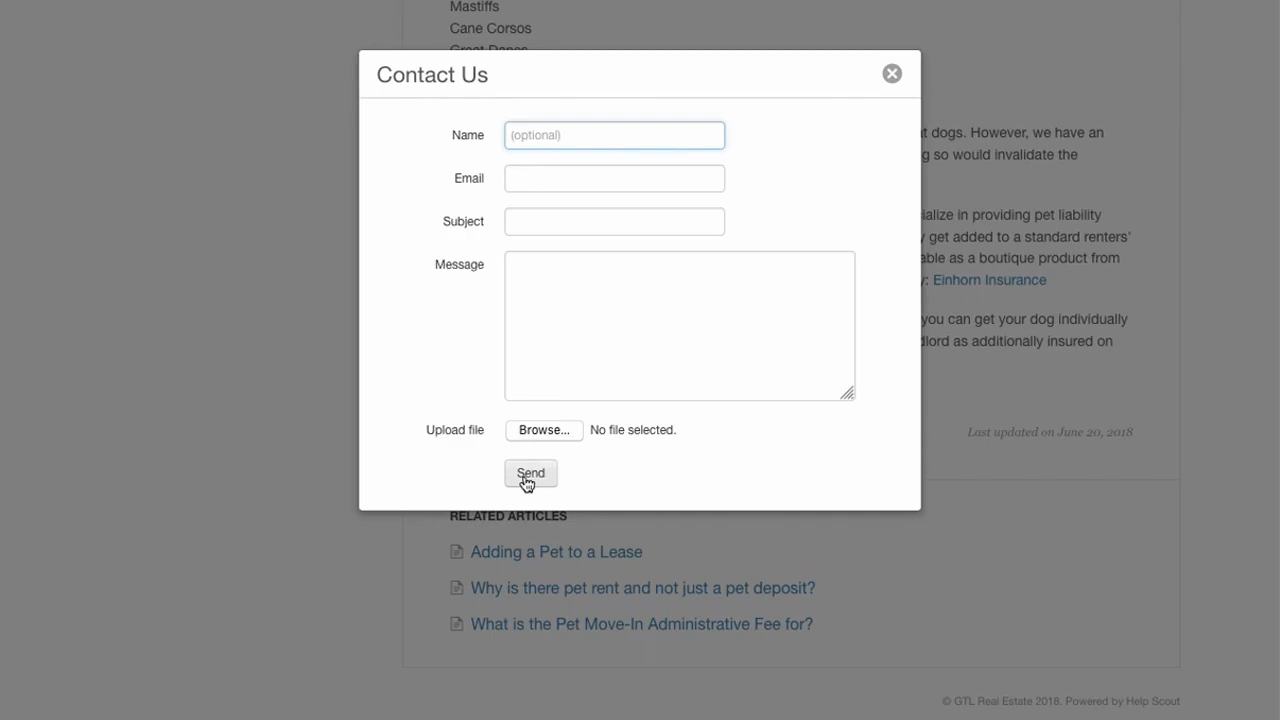 Mastiffs
Cane Corsos
Great Danes
Contact Us
Name
(optional)
Email
Subject
Message
Upload file
Browse... No file selected.
Send
t dogs. However, we have an
g so would invalidate the
ialize in providing pet liability
y get added to a standard renters'
able as a boutique product from
y: Einhorn Insurance
you can get your dog individually
dlord as additionally insured on
Last updated on June 20, 2018
RELATED ARTICLES
Adding a Pet to a Lease
Why is there pet rent and not just a pet deposit?
What is the Pet Move-In Administrative Fee for?
© GTL Real Estate 2018. Powered by Help Scout